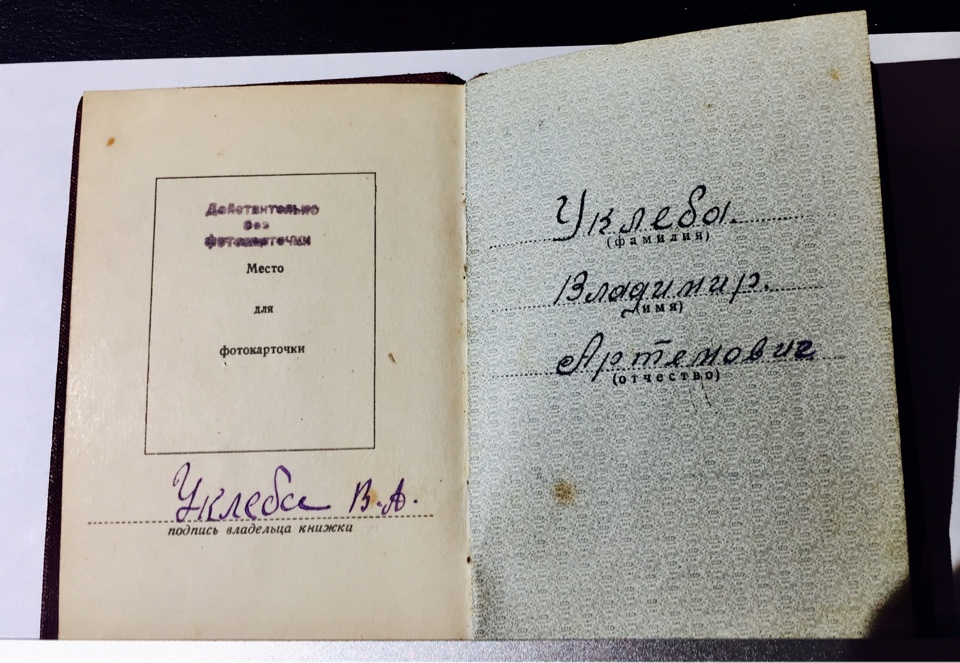 Действительно
без
фотокарточки
Место
для
фотокарточки
Уклеба В.А.
подпись владельца книжки
Уклеба
(фамилия)
Владимир.
(имя)
Артемович
(отчество)